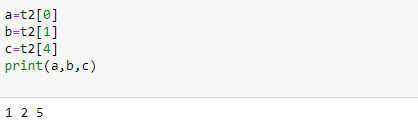 a=t2[0]
b=t2[1]
c=t2[4]
print(a,b,c)
1 2 5